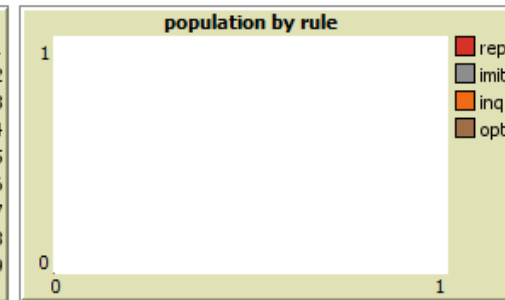 population by rule
1
rep
imit
inq
opt
0
0
1